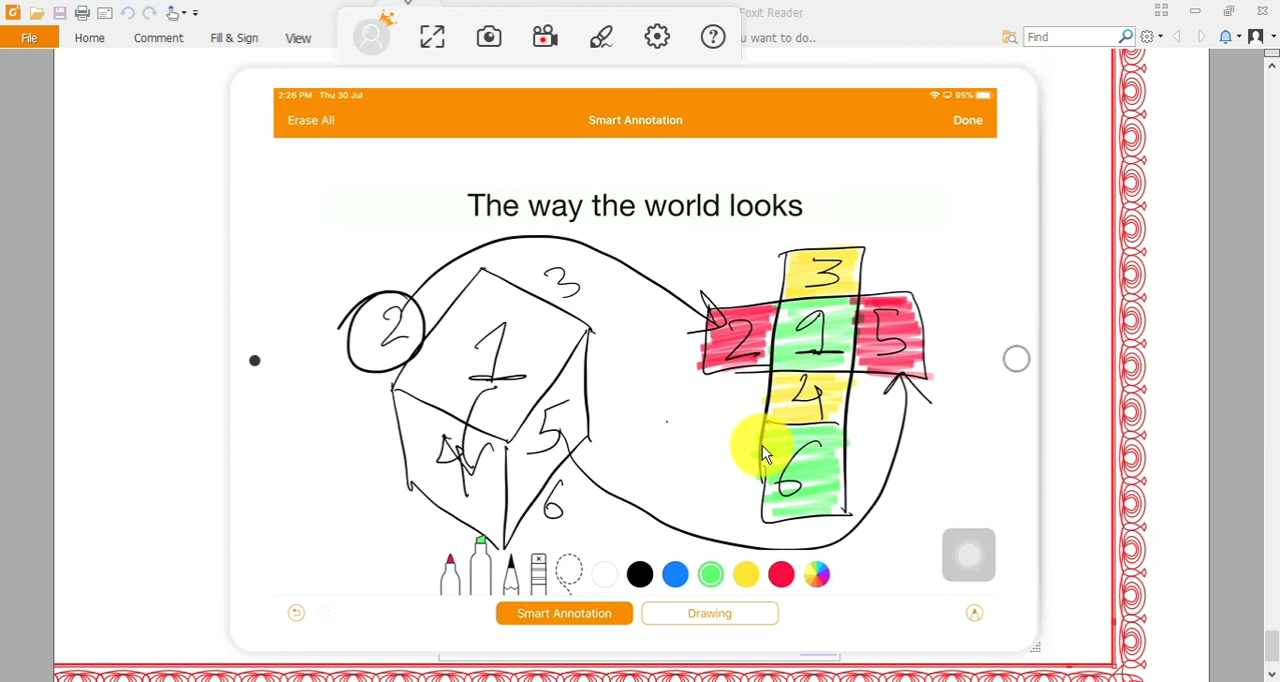 Foxit Reader
File Home Comment Fill & Sign View u want to do.. Find
2:26 PM Thu 30 Jul 95%
Erase All Smart Annotation Done
The way the world looks
2 3
1
4 5
6
3
2 1 5
4
6
Smart Annotation Drawing